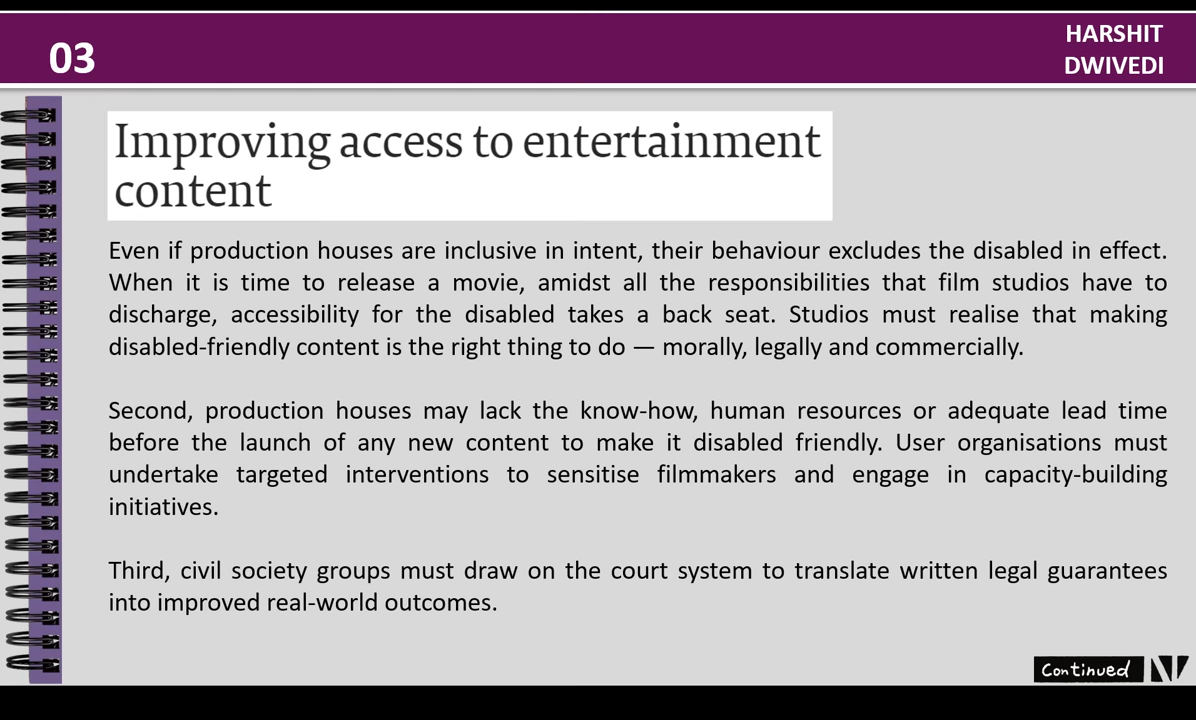 03
HARSHIT
DWIVEDI
Improving access to entertainment
content
Even if production houses are inclusive in intent, their behaviour excludes the disabled in effect.
When it is time to release a movie, amidst all the responsibilities that film studios have to
discharge, accessibility for the disabled takes a back seat. Studios must realise that making
disabled-friendly content is the right thing to do — morally, legally and commercially.
Second, production houses may lack the know-how, human resources or adequate lead time
before the launch of any new content to make it disabled friendly. User organisations must
undertake targeted interventions to sensitise filmmakers and engage in capacity-building
initiatives.
Third, civil society groups must draw on the court system to translate written legal guarantees
into improved real-world outcomes.
Continued